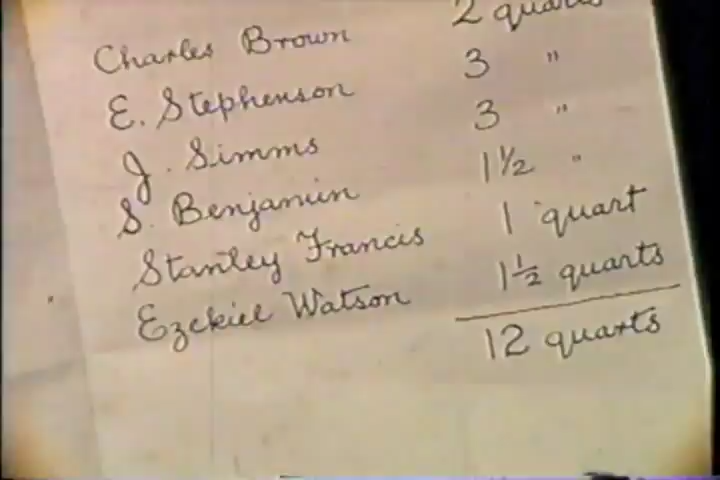 Charles Brown 2 quarts
E. Stephenson 3 "
J. Simms 3 "
S. Benjamin 1½ "
Stanley Francis 1 quart
Ezekiel Watson 1½ quarts
12 quarts